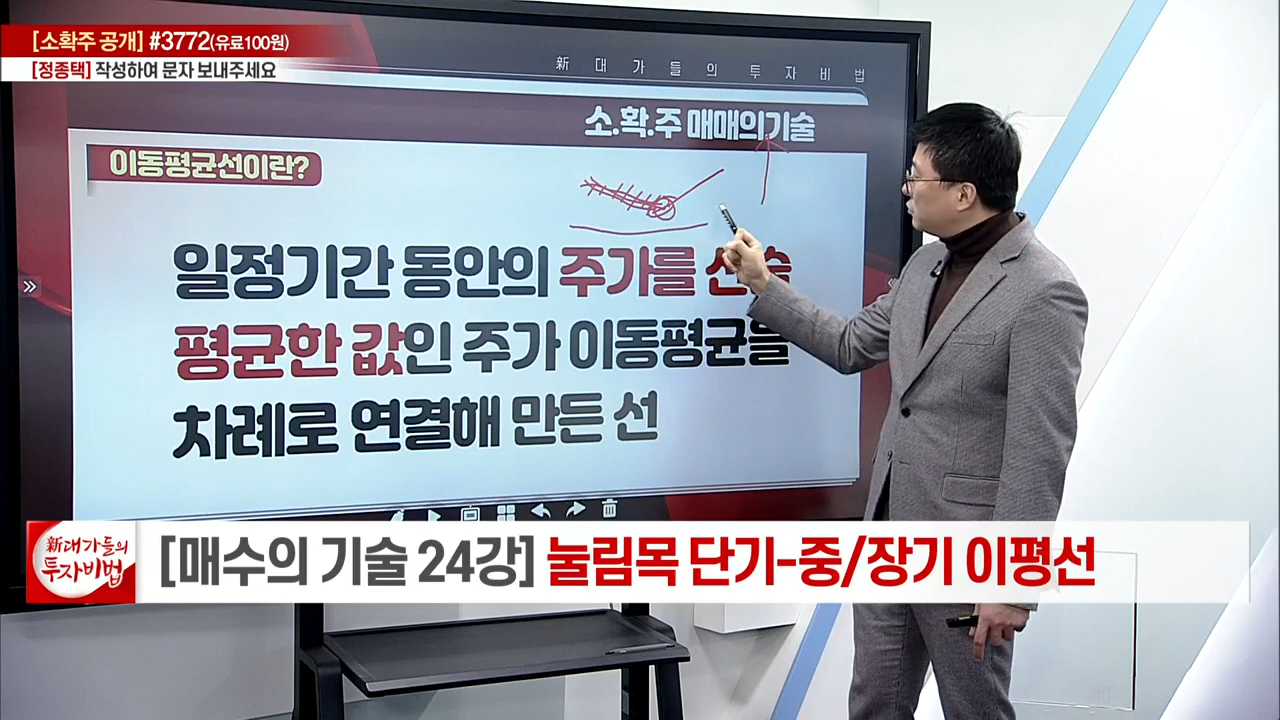 [소확주 공개] #3772(유료100원)
[정종택] 작성하여 문자 보내주세요
新 대 가 들 의 투 자 비 법
소.확.주 매매의기술
이동평균선이란?
일정기간 동안의 주가를 산술
평균한 값인 주가 이동평균을
차례로 연결해 만든 선
新대가들의
투자비법
[매수의 기술 24강] 눌림목 단기-중/장기 이평선